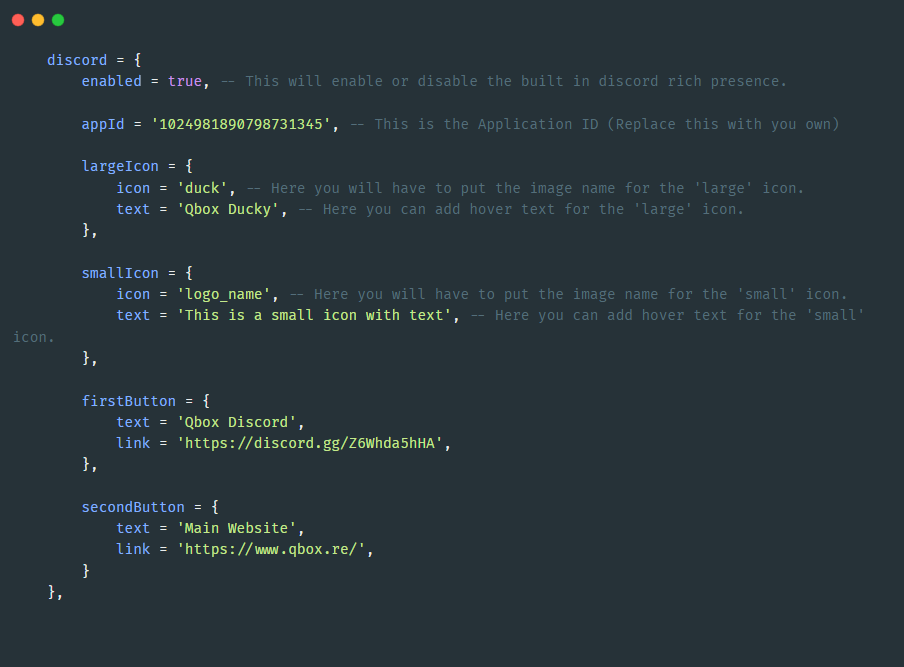 discord = {
    enabled = true, -- This will enable or disable the built in discord rich presence.

    appId = '1024981890798731345', -- This is the Application ID (Replace this with you own)

    largeIcon = {
        icon = 'duck', -- Here you will have to put the image name for the 'large' icon.
        text = 'Qbox Ducky', -- Here you can add hover text for the 'large' icon.
    },

    smallIcon = {
        icon = 'logo_name', -- Here you will have to put the image name for the 'small' icon.
        text = 'This is a small icon with text', -- Here you can add hover text for the 'small'
icon.
    },

    firstButton = {
        text = 'Qbox Discord',
        link = 'https://discord.gg/Z6Whda5hHA',
    },

    secondButton = {
        text = 'Main Website',
        link = 'https://www.qbox.re/',
    }
},